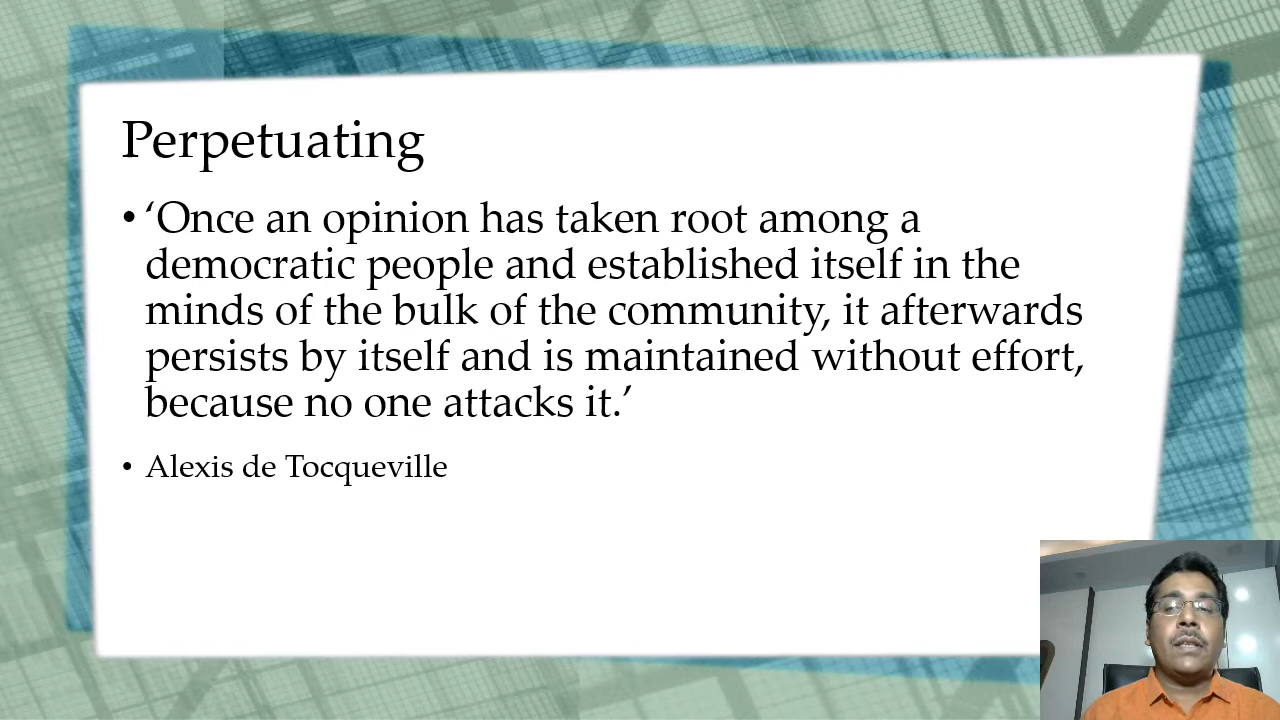 Perpetuating
• ‘Once an opinion has taken root among a
democratic people and established itself in the
minds of the bulk of the community, it afterwards
persists by itself and is maintained without effort,
because no one attacks it.’
• Alexis de Tocqueville